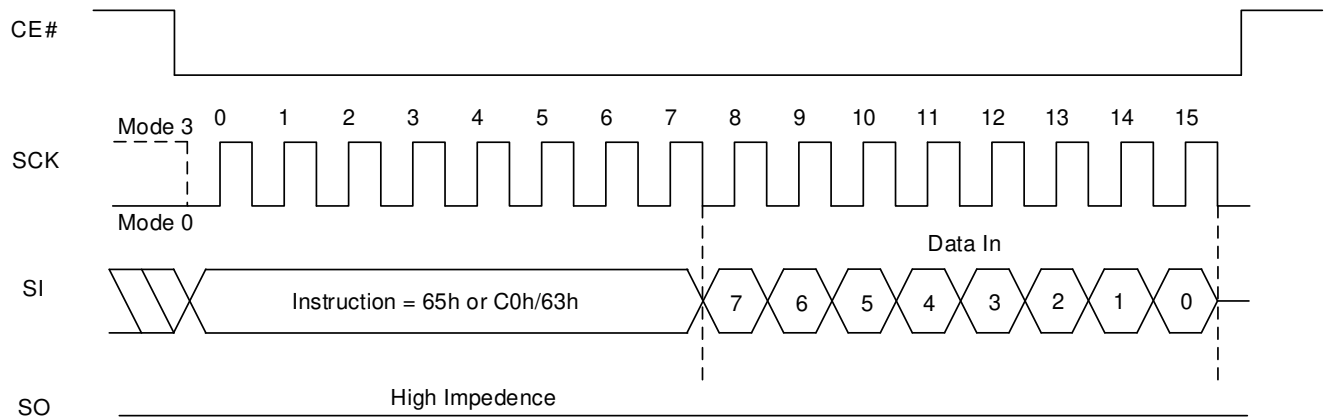 CE#
Mode 3 0 1 2 3 4 5 6 7 8 9 10 11 12 13 14 15
SCK
Mode 0
Data In
SI Instruction = 65h or C0h/63h 7 6 5 4 3 2 1 0
High Impedence
SO